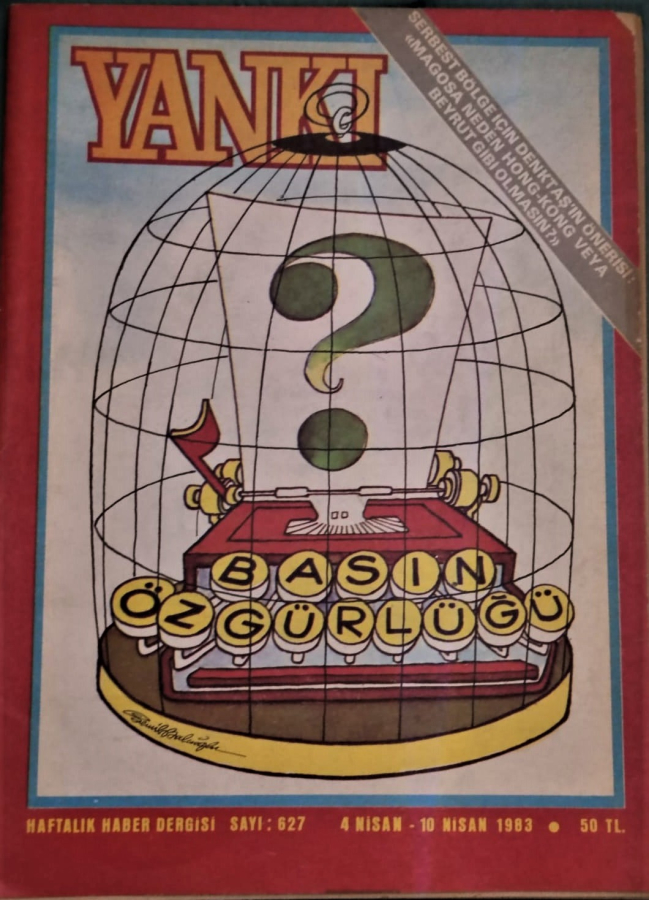 YANKI
SERBEST BÖLGE İÇİN DENKTAŞ'IN ÖNERİSİ:
«MAGOSA NEDEN HONG-KONG VEYA
BEYRUT GİBİ OLMASIN?»
?
BASIN
ÖZGÜRLÜĞÜ
HAFTALIK HABER DERGİSİ SAYI: 627 4 NİSAN - 10 NİSAN 1983 ● 50 TL.